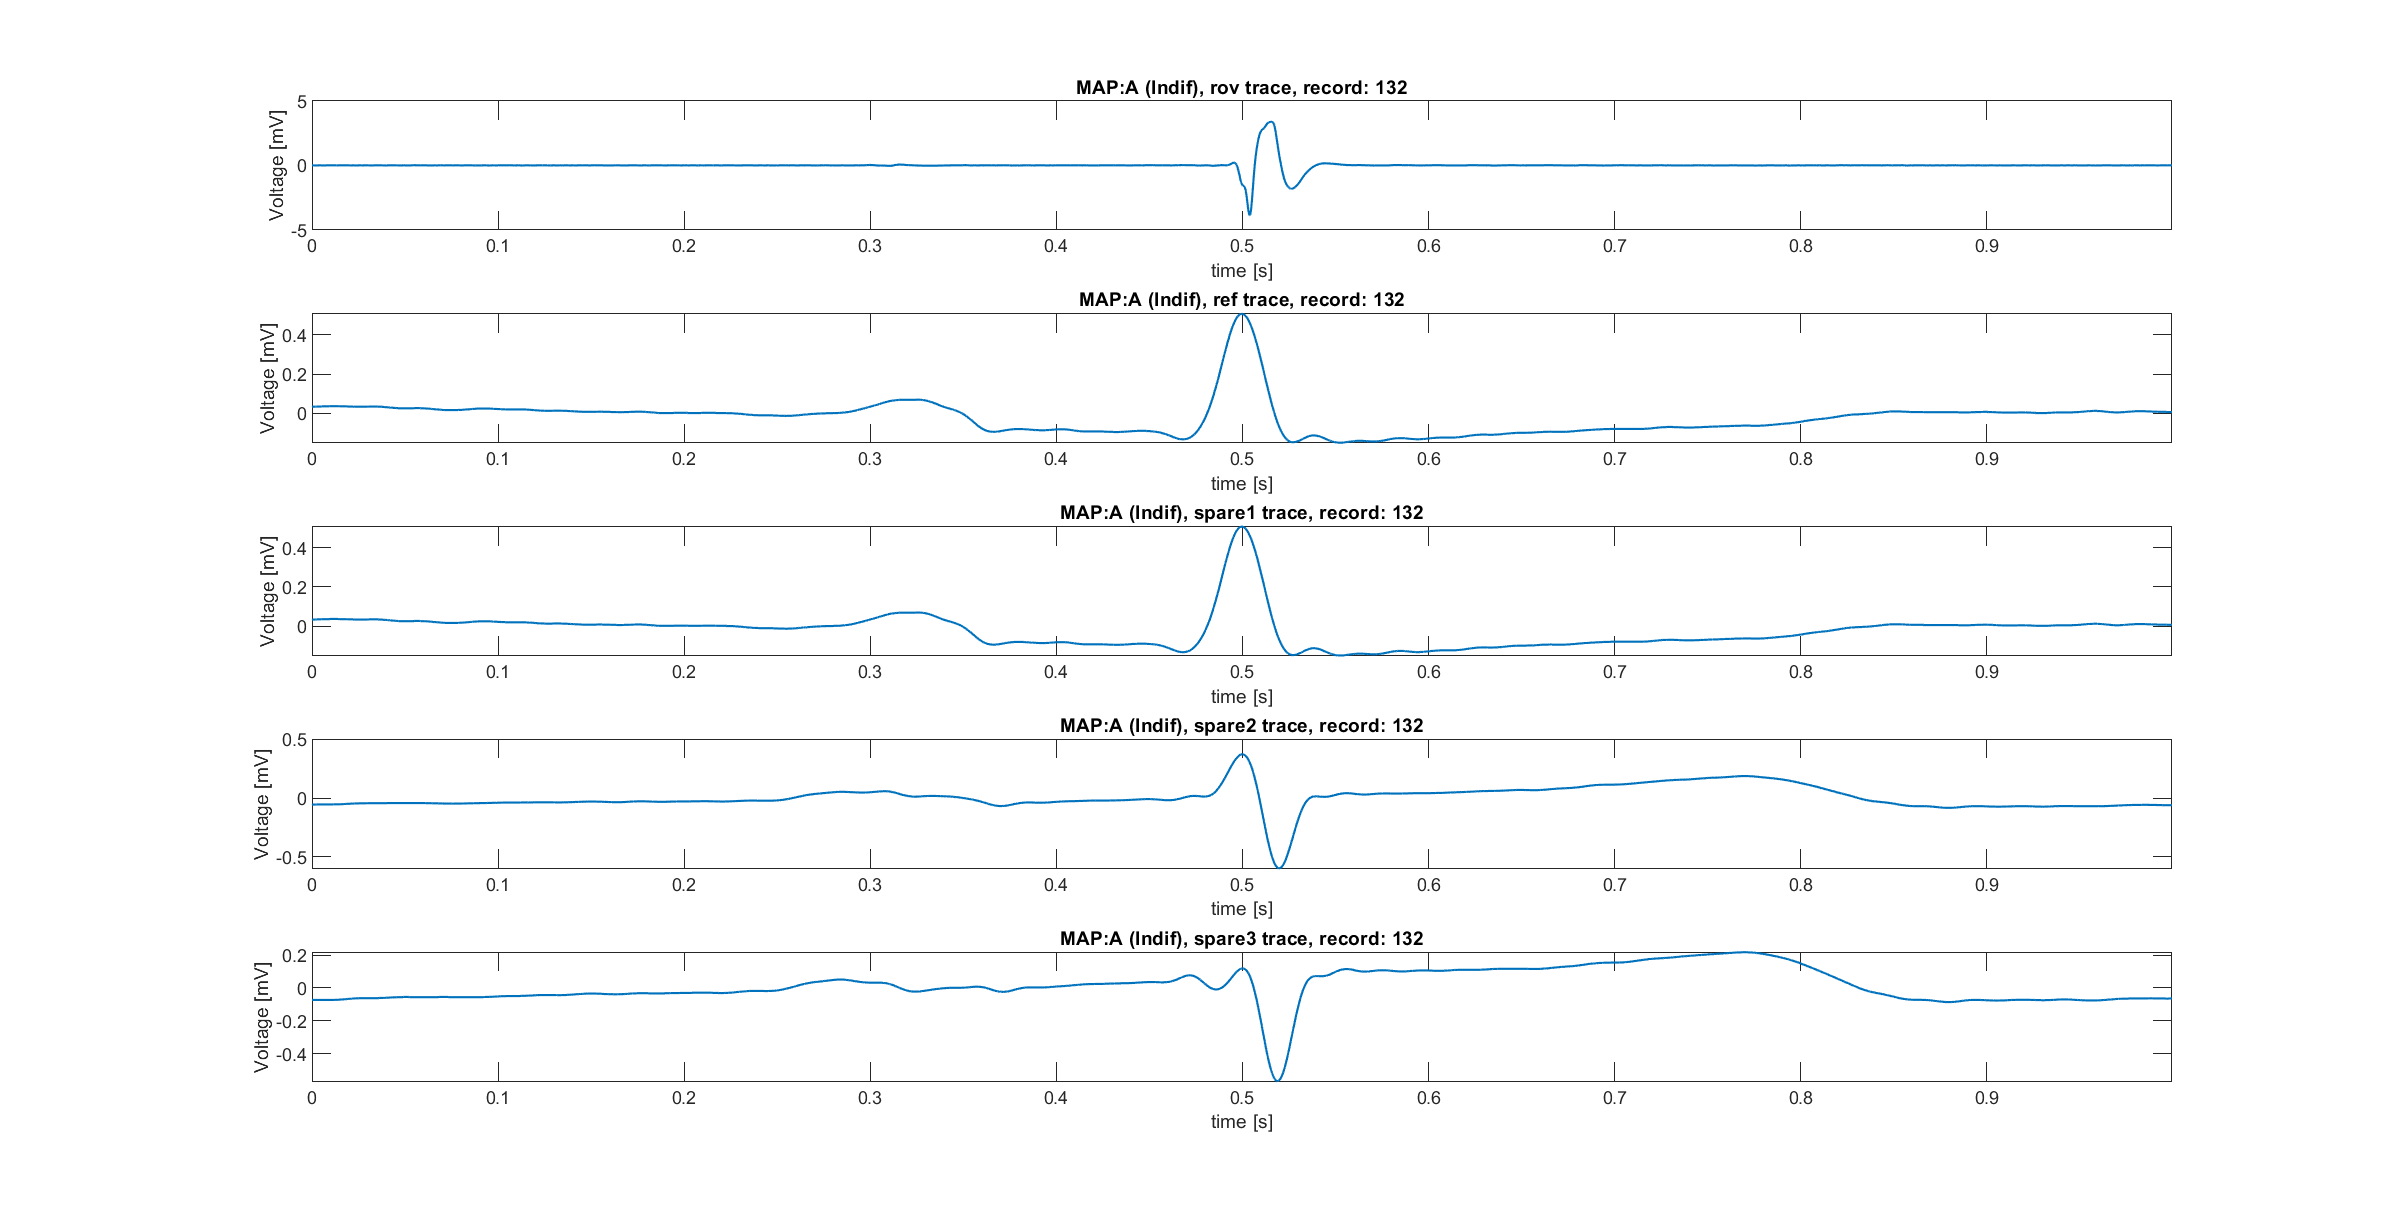 MAP:A (Indif), rov trace, record: 132
Voltage [mV]
5
0
-5
0 0.1 0.2 0.3 0.4 0.5 0.6 0.7 0.8 0.9
time [s]
MAP:A (Indif), ref trace, record: 132
Voltage [mV]
0.4
0.2
0
0 0.1 0.2 0.3 0.4 0.5 0.6 0.7 0.8 0.9
time [s]
MAP:A (Indif), spare1 trace, record: 132
Voltage [mV]
0.4
0.2
0
0 0.1 0.2 0.3 0.4 0.5 0.6 0.7 0.8 0.9
time [s]
MAP:A (Indif), spare2 trace, record: 132
Voltage [mV]
0.5
0
-0.5
0 0.1 0.2 0.3 0.4 0.5 0.6 0.7 0.8 0.9
time [s]
MAP:A (Indif), spare3 trace, record: 132
Voltage [mV]
0.2
0
-0.2
-0.4
0 0.1 0.2 0.3 0.4 0.5 0.6 0.7 0.8 0.9
time [s]